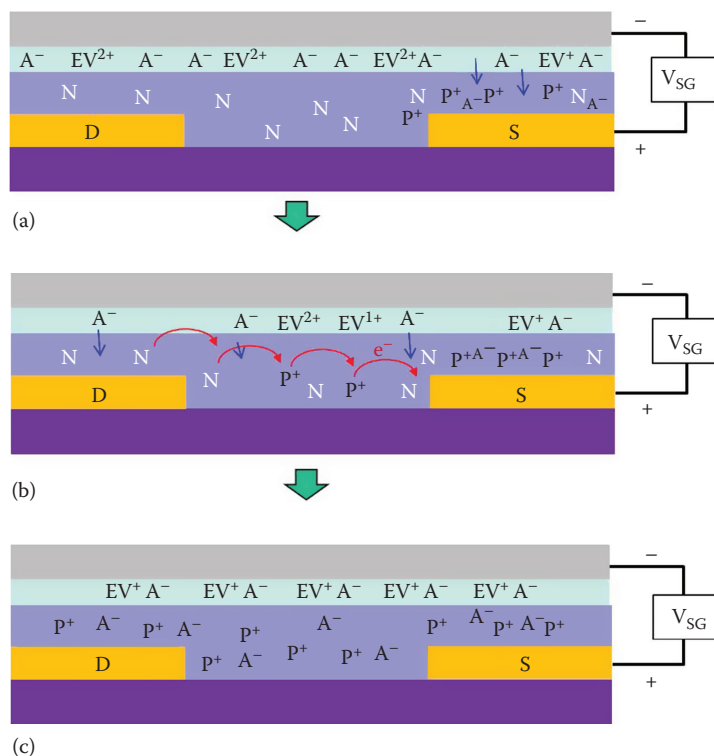 −
A⁻ EV²⁺ A⁻ A⁻ EV²⁺ A⁻ A⁻ EV²⁺A⁻ A⁻ EV⁺ A⁻
V_SG
N N N N P⁺ A⁻ P⁺ P⁺ N A⁻
N N N P⁺
D S
+
(a)
−
A⁻ A⁻ EV²⁺ EV¹⁺ A⁻ EV⁺ A⁻
V_SG
N N e⁻ N P⁺A⁻P⁺A⁻P⁺ N
N P⁺ N P⁺ N
D S
+
(b)
−
EV⁺ A⁻ EV⁺ A⁻ EV⁺ A⁻ EV⁺ A⁻ EV⁺ A⁻
V_SG
P⁺ A⁻ P⁺ A⁻ P⁺ A⁻ P⁺ A⁻ P⁺ A⁻ P⁺
P⁺ A⁻ P⁺ P⁺ A⁻
D S
+
(c)